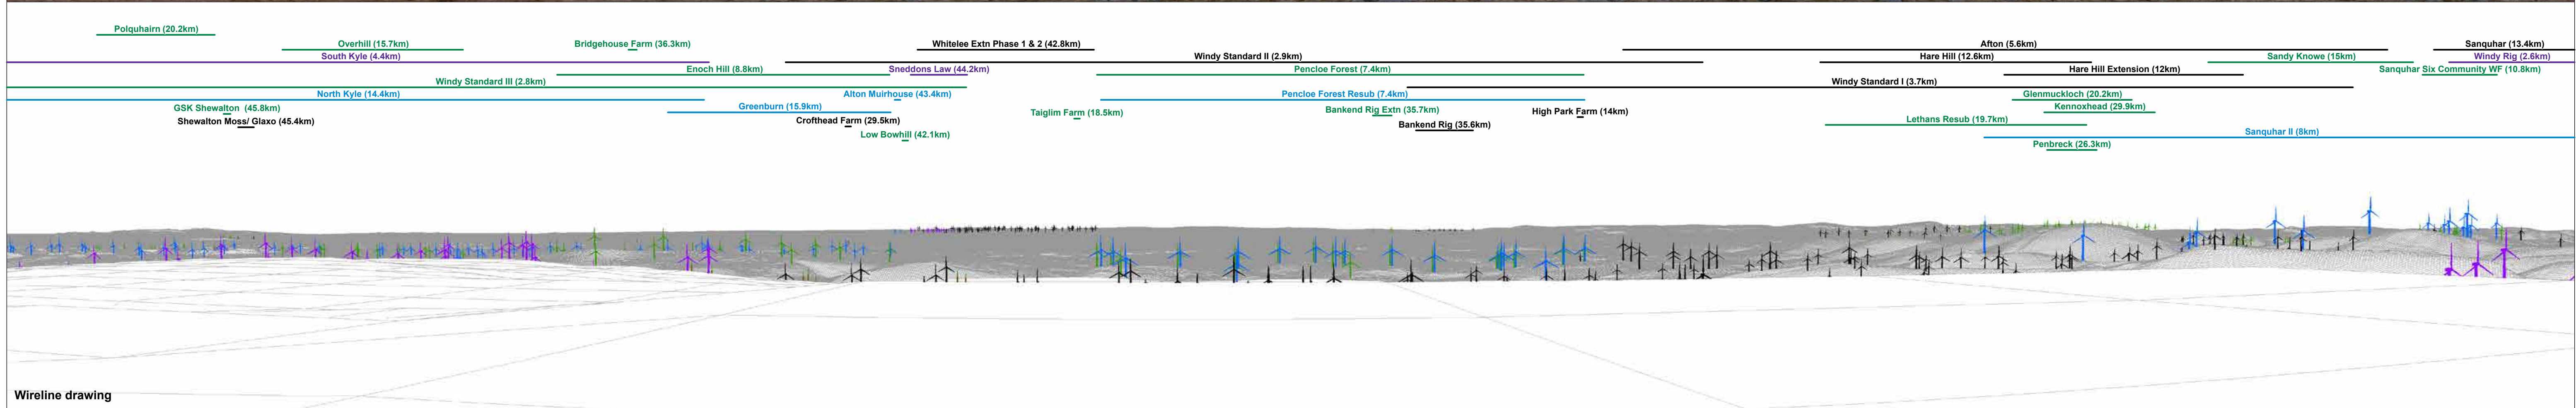 Polquhairn (20.2km)
Overhill (15.7km)
Bridgehouse Farm (36.3km)
Whitelee Extn Phase 1 & 2 (42.8km)
Afton (5.6km)
Sanquhar (13.4km)
South Kyle (4.4km)
Windy Standard II (2.9km)
Hare Hill (12.6km)
Sandy Knowe (15km)
Windy Rig (2.6km)
Enoch Hill (8.8km)
Sneddons Law (44.2km)
Pencloe Forest (7.4km)
Hare Hill Extension (12km)
Sanquhar Six Community WF (10.8km)
Windy Standard III (2.8km)
Windy Standard I (3.7km)
North Kyle (14.4km)
Alton Muirhouse (43.4km)
Pencloe Forest Resub (7.4km)
Glenmuckloch (20.2km)
GSK Shewalton (45.8km)
Greenburn (15.9km)
Taiglim Farm (18.5km)
Bankend Rig Extn (35.7km)
High Park Farm (14km)
Kennoxhead (29.9km)
Shewalton Moss/ Glaxo (45.4km)
Crofthead Farm (29.5km)
Bankend Rig (35.6km)
Lethans Resub (19.7km)
Low Bowhill (42.1km)
Sanquhar II (8km)
Penbreck (26.3km)
Wireline drawing